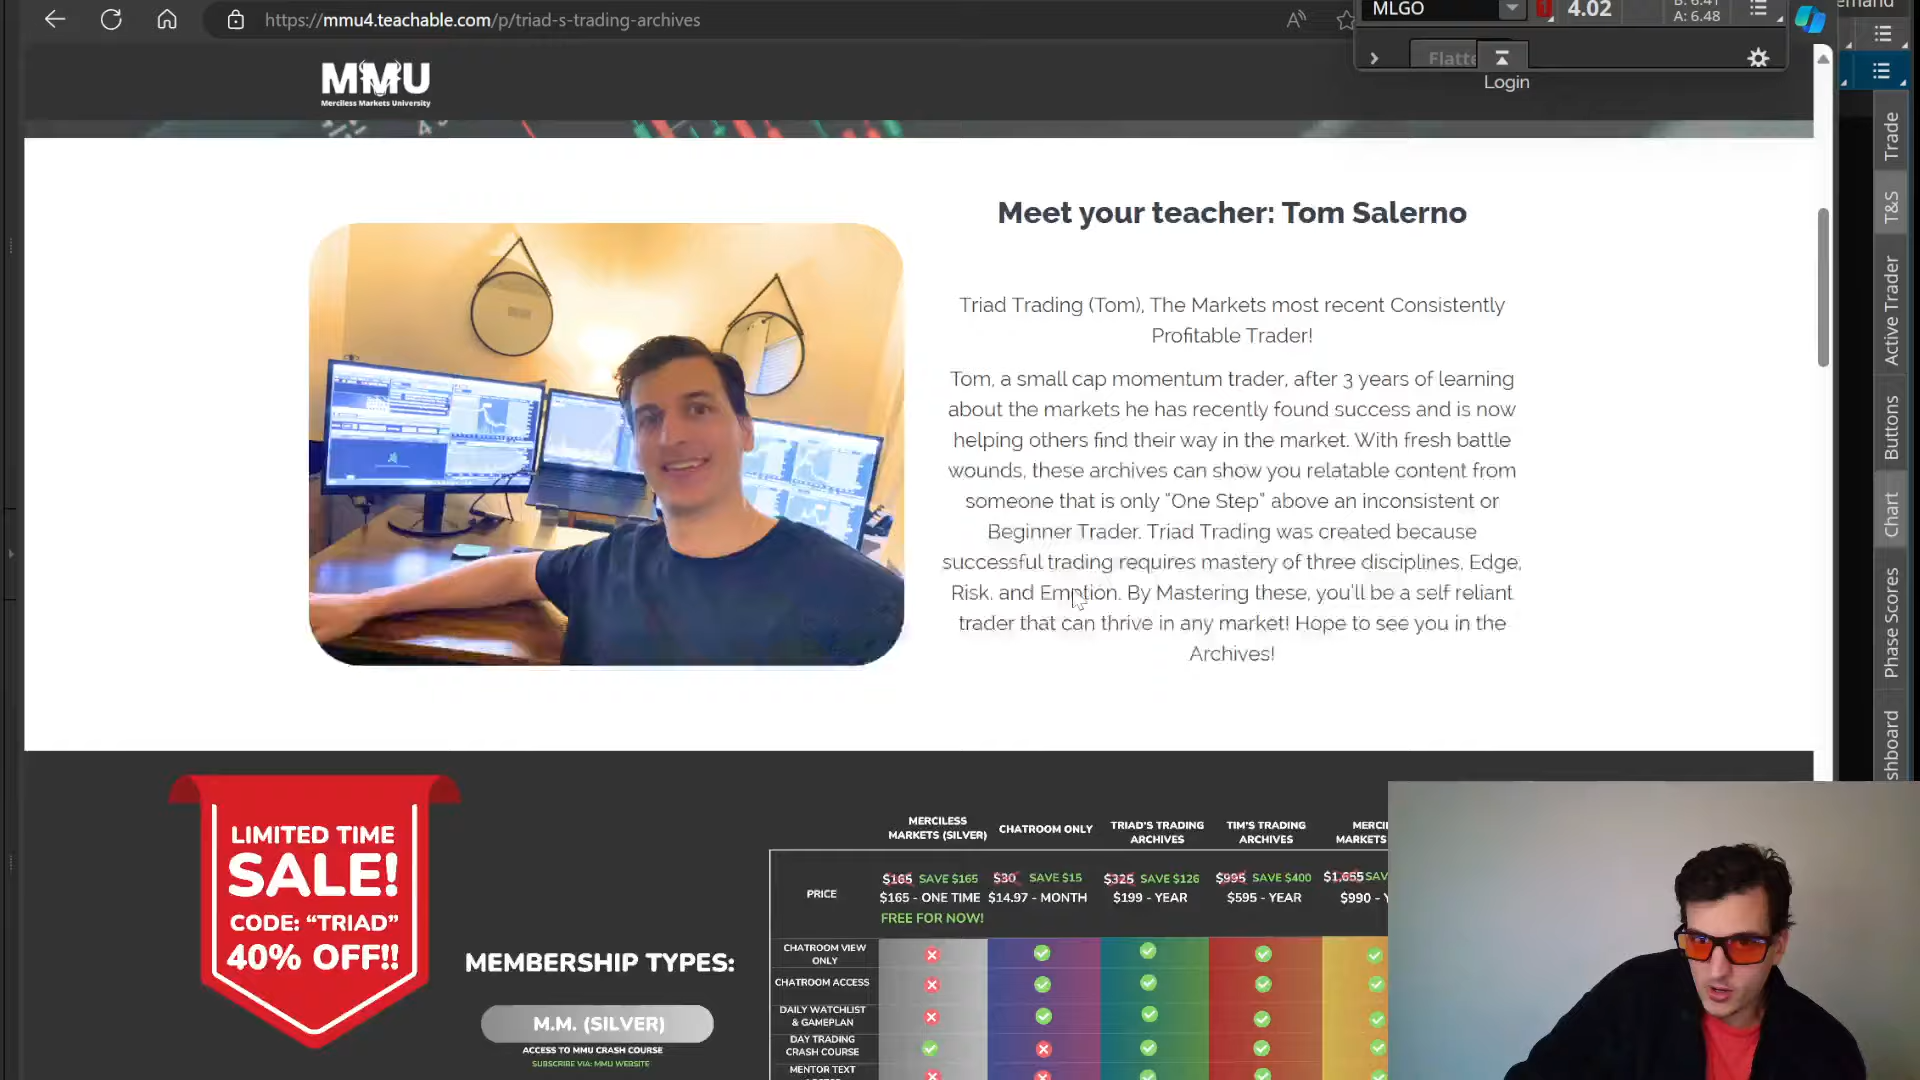 https://mmu4.teachable.com/p/triad-s-trading-archives
MLGO
4.02
A: 6.48
Login
MMU
Merciless Markets University
Meet your teacher: Tom Salerno
Triad Trading (Tom), The Markets most recent Consistently
Profitable Trader!
Tom, a small cap momentum trader, after 3 years of learning
about the markets he has recently found success and is now
helping others find their way in the market. With fresh battle
wounds, these archives can show you relatable content from
someone that is only "One Step" above an inconsistent or
Beginner Trader. Triad Trading was created because
successful trading requires mastery of three disciplines, Edge,
Risk. and Emotion. By Mastering these, you'll be a self reliant
trader that can thrive in any market! Hope to see you in the
Archives!
Trade
T&S
Active Trader
Buttons
Chart
Phase Scores
LIMITED TIME
SALE!
CODE: "TRIAD"
40% OFF!!
MEMBERSHIP TYPES:
M.M. (SILVER)
ACCESS TO MMU CRASH COURSE
SUBSCRIBE VIA: MMU WEBSITE
MERCILESS
MARKETS (SILVER)
CHATROOM ONLY
TRIAD'S TRADING
ARCHIVES
TIM'S TRADING
ARCHIVES
PRICE
$165 SAVE $165
$165 - ONE TIME
FREE FOR NOW!
$30 SAVE $15
$14.97 - MONTH
$325 SAVE $126
$199 - YEAR
$995 SAVE $400
$595 - YEAR
$1,655
$990
CHATROOM VIEW
ONLY
CHATROOM ACCESS
DAILY WATCHLIST
& GAMEPLAN
DAY TRADING
CRASH COURSE
MENTOR TEXT